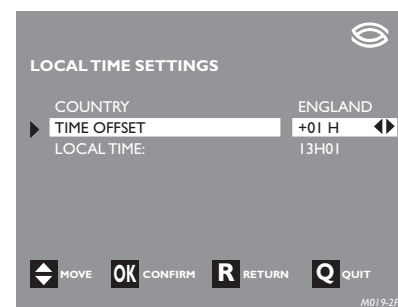 LOCAL TIME SETTINGS
COUNTRY ENGLAND
TIME OFFSET +01 H
LOCAL TIME: 13H01
MOVE OK CONFIRM R RETURN Q QUIT
M019-2F